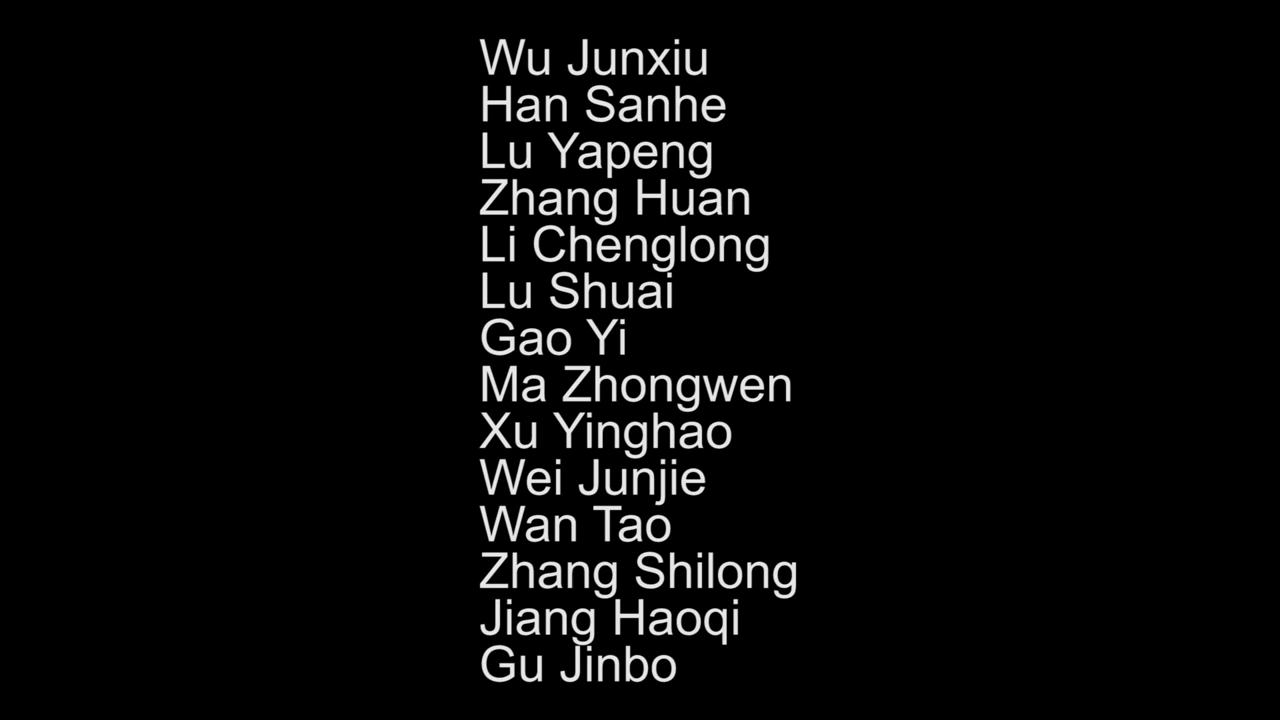 Wu Junxiu
Han Sanhe
Lu Yapeng
Zhang Huan
Li Chenglong
Lu Shuai
Gao Yi
Ma Zhongwen
Xu Yinghao
Wei Junjie
Wan Tao
Zhang Shilong
Jiang Haoqi
Gu Jinbo